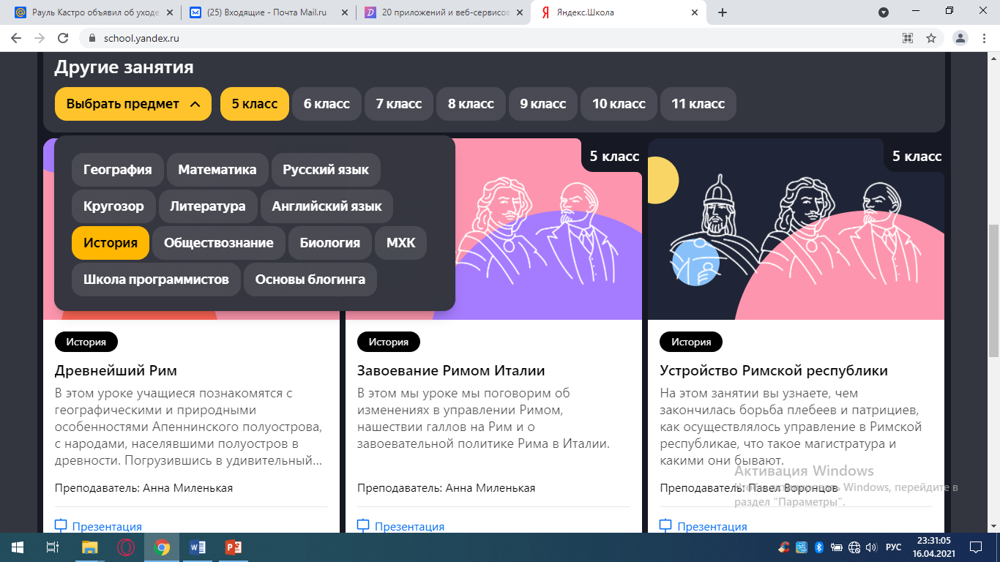 Рауль Кастро объявил об уходе
(25) Входящие - Почта Mail.ru
20 приложений и веб-сервисов
Яндекс.Школа
school.yandex.ru
Другие занятия
Выбрать предмет
5 класс
6 класс
7 класс
8 класс
9 класс
10 класс
11 класс
География
Математика
Русский язык
Кругозор
Литература
Английский язык
История
Обществознание
Биология
МХК
Школа программистов
Основы блогинга
5 класс
5 класс
История
Древнейший Рим
В этом уроке учащиеся познакомятся с
географическими и природными
особенностями Апеннинского полуострова,
с народами, населявшими полуостров в
древности. Погрузившись в удивительный...
Преподаватель: Анна Миленькая
Презентация
История
Завоевание Римом Италии
В этом мы уроке мы поговорим об
изменениях в управлении Римом,
нашествии галлов на Рим и о
завоевательной политике Рима в Италии.
Преподаватель: Анна Миленькая
Презентация
История
Устройство Римской республики
На этом занятии вы узнаете, чем
закончилась борьба плебеев и патрициев,
как осуществлялось управление в Римской
республикае, что такое магистратура и
какими они бывают.
Преподаватель: Павел Воронцов
Презентация
Активация Windows
Чтобы активировать Windows, перейдите в
раздел "Параметры".
РУС
23:31:05
16.04.2021